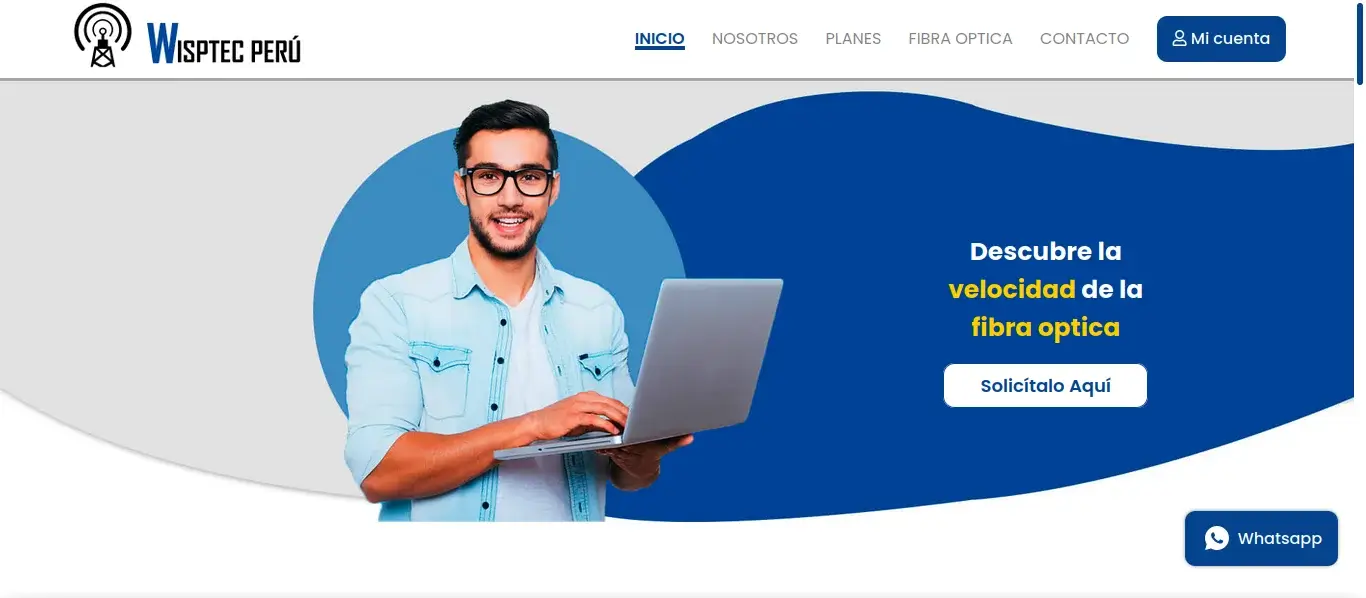 WISPTEC PERÚ
INICIO
NOSOTROS
PLANES
FIBRA OPTICA
CONTACTO
Mi cuenta
Descubre la
velocidad de la
fibra optica
Solicítalo Aquí
Whatsapp